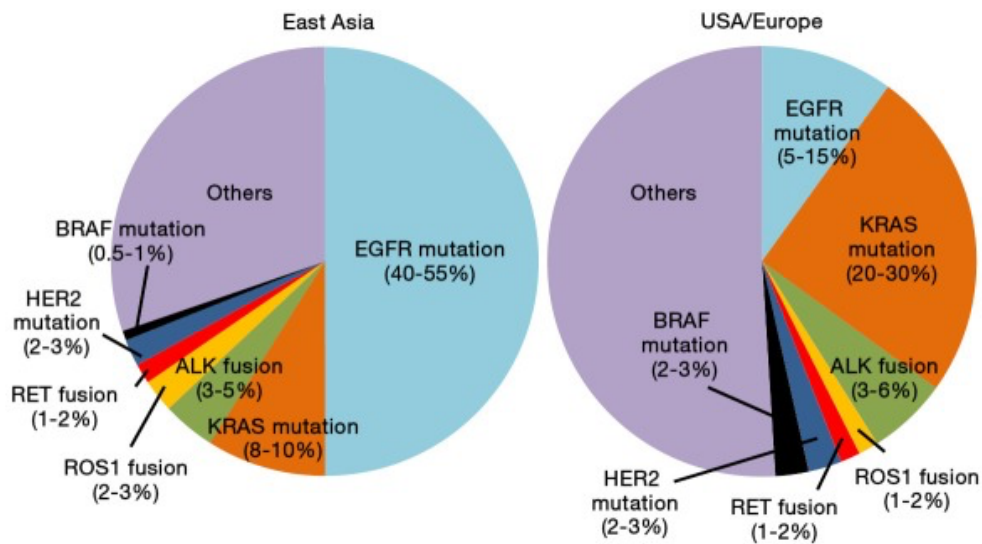 East Asia
Others
BRAF mutation
(0.5-1%)
EGFR mutation
(40-55%)
HER2
mutation
(2-3%)
ALK fusion
(3-5%)
RET fusion
(1-2%)
KRAS mutation
(8-10%)
ROS1 fusion
(2-3%)
USA/Europe
EGFR
mutation
(5-15%)
Others
KRAS
mutation
(20-30%)
BRAF
mutation
(2-3%)
ALK fusion
(3-6%)
HER2
mutation
(2-3%)
RET fusion
(1-2%)
ROS1 fusion
(1-2%)